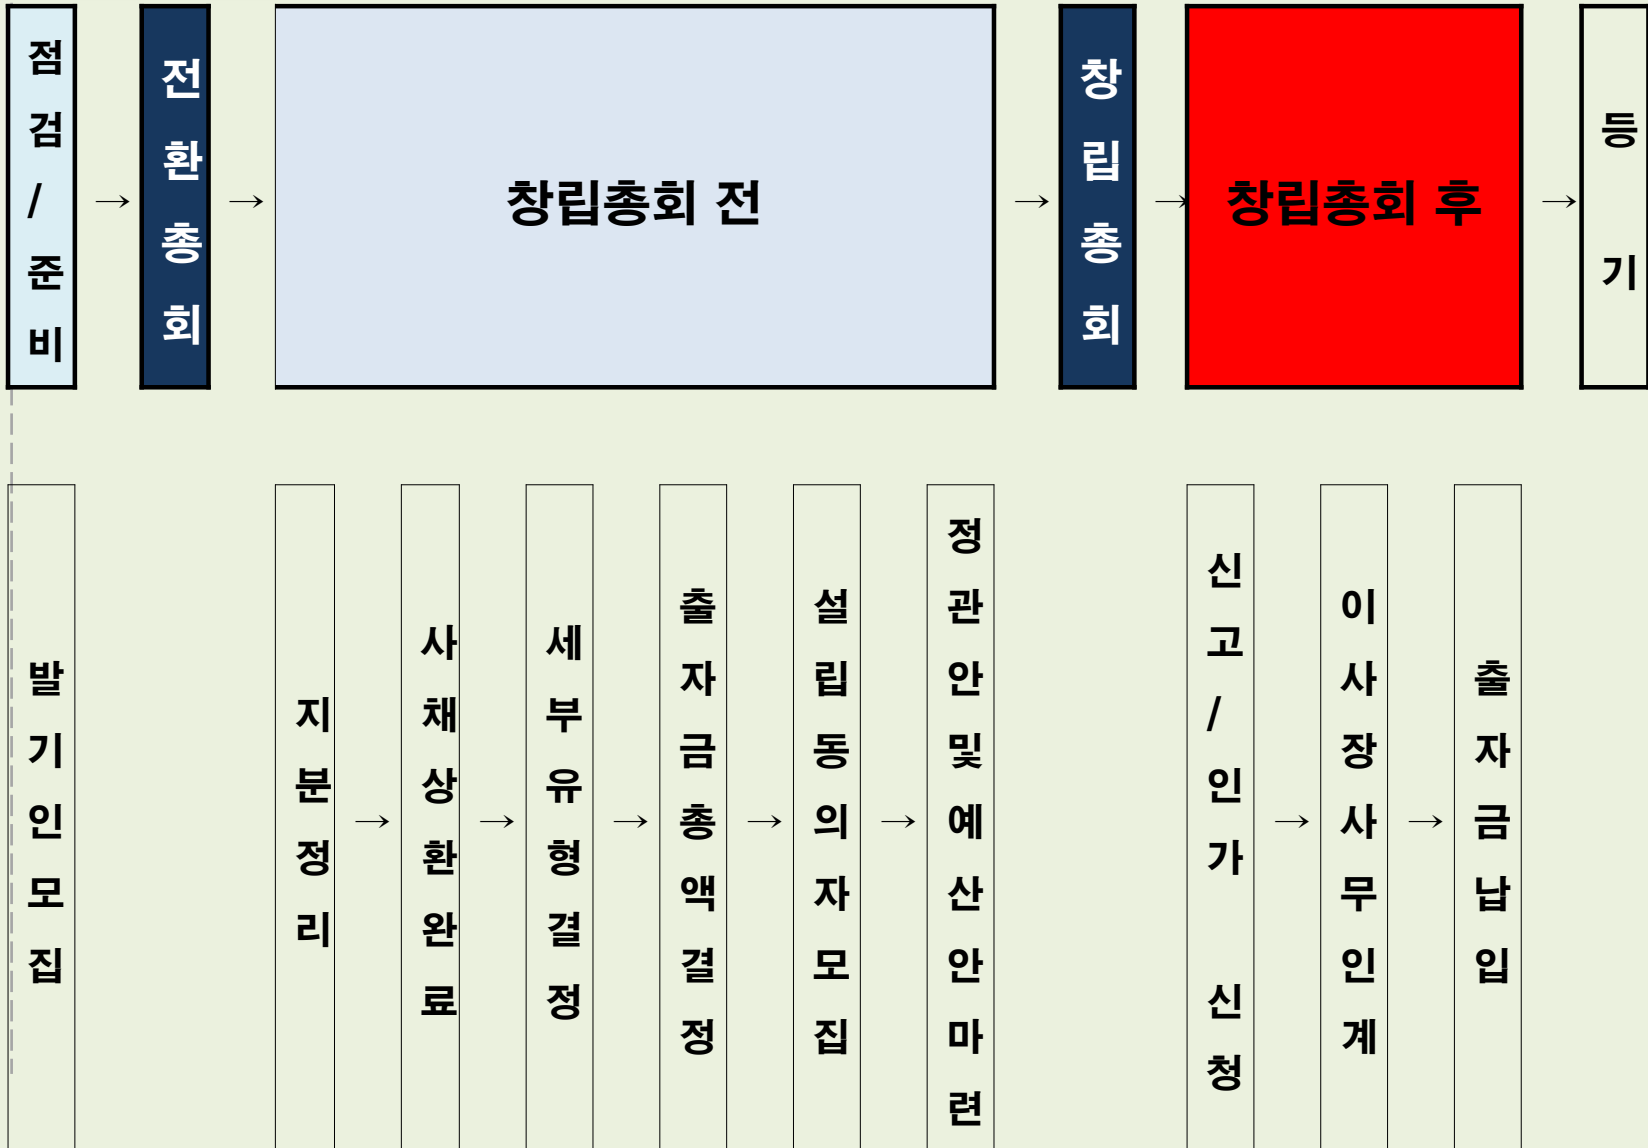 점검/준비
→
전환총회
→
창립총회 전
→
창립총회
→
창립총회 후
→
등기
발기인모집
지분정리
→
사채상환완료
→
세부유형결정
→
출자금총액결정
→
설립동의자모집
→
정관안및예산안마련
신고/인가 신청
→
이사장사무인계
→
출자금납입